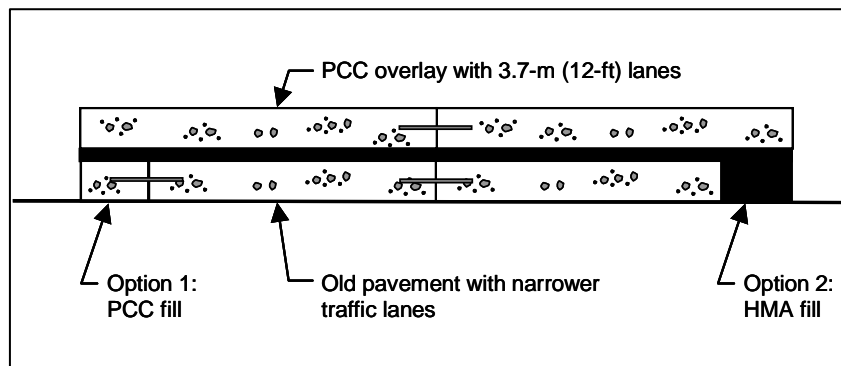 PCC overlay with 3.7-m (12-ft) lanes
Option 1:
PCC fill
Old pavement with narrower
traffic lanes
Option 2:
HMA fill